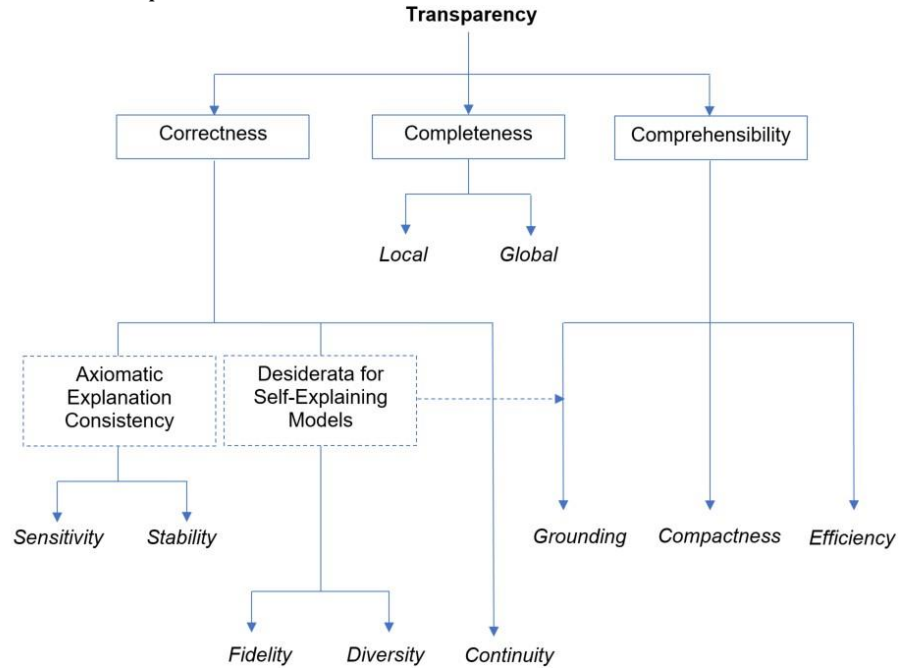 Transparency
Correctness
Completeness
Comprehensibility
Local
Global
Axiomatic
Explanation
Consistency
Desiderata for
Self-Explaining
Models
Sensitivity
Stability
Grounding
Compactness
Efficiency
Fidelity
Diversity
Continuity